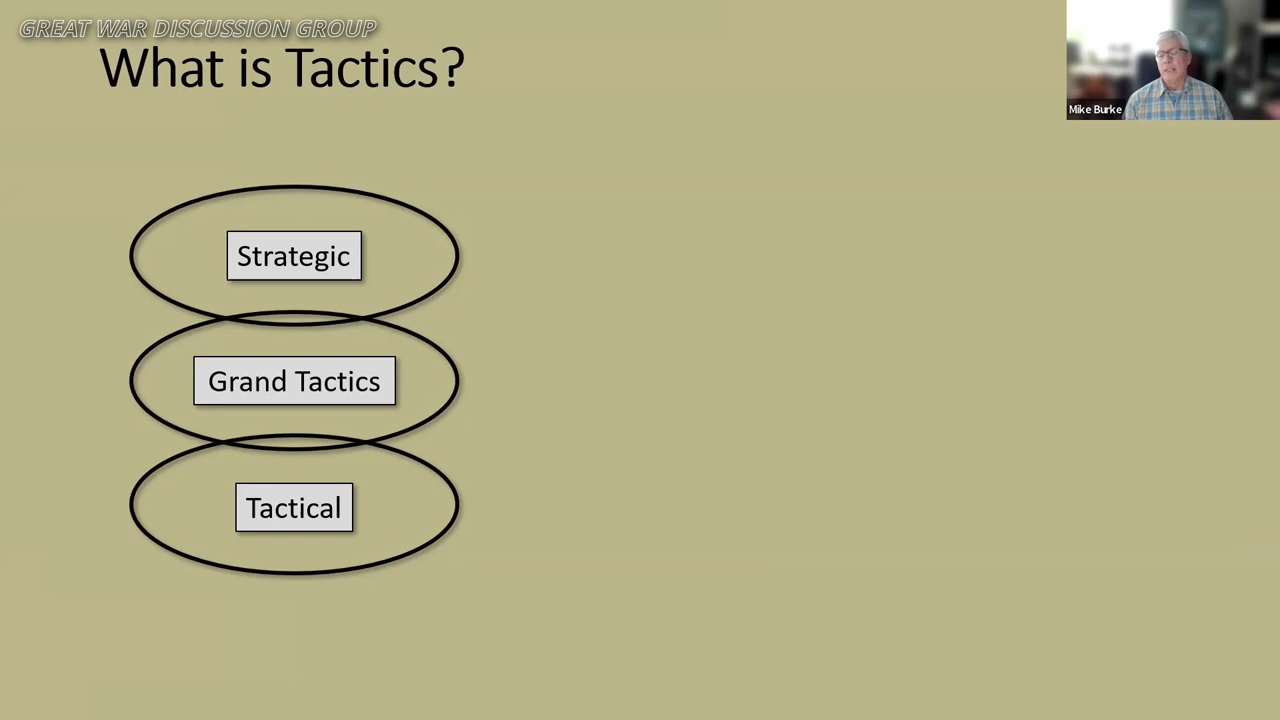 GREAT WAR DISCUSSION GROUP
What is Tactics?
Mike Burke
Strategic
Grand Tactics
Tactical